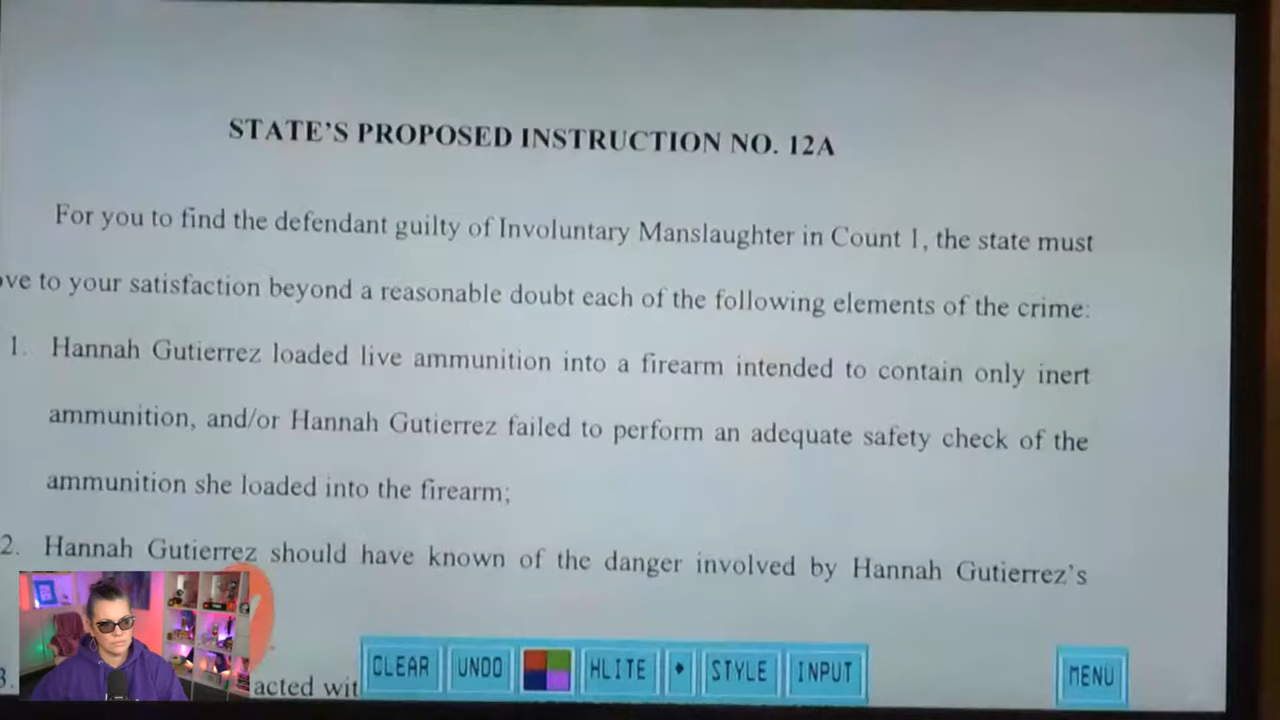 STATE'S PROPOSED INSTRUCTION NO. 12A
For you to find the defendant guilty of Involuntary Manslaughter in Count 1, the state must
ve to your satisfaction beyond a reasonable doubt each of the following elements of the crime:
1. Hannah Gutierrez loaded live ammunition into a firearm intended to contain only inert
ammunition, and/or Hannah Gutierrez failed to perform an adequate safety check of the
ammunition she loaded into the firearm;
2. Hannah Gutierrez should have known of the danger involved by Hannah Gutierrez's
3. acted wit
CLEAR UNDO HLITE STYLE INPUT MENU